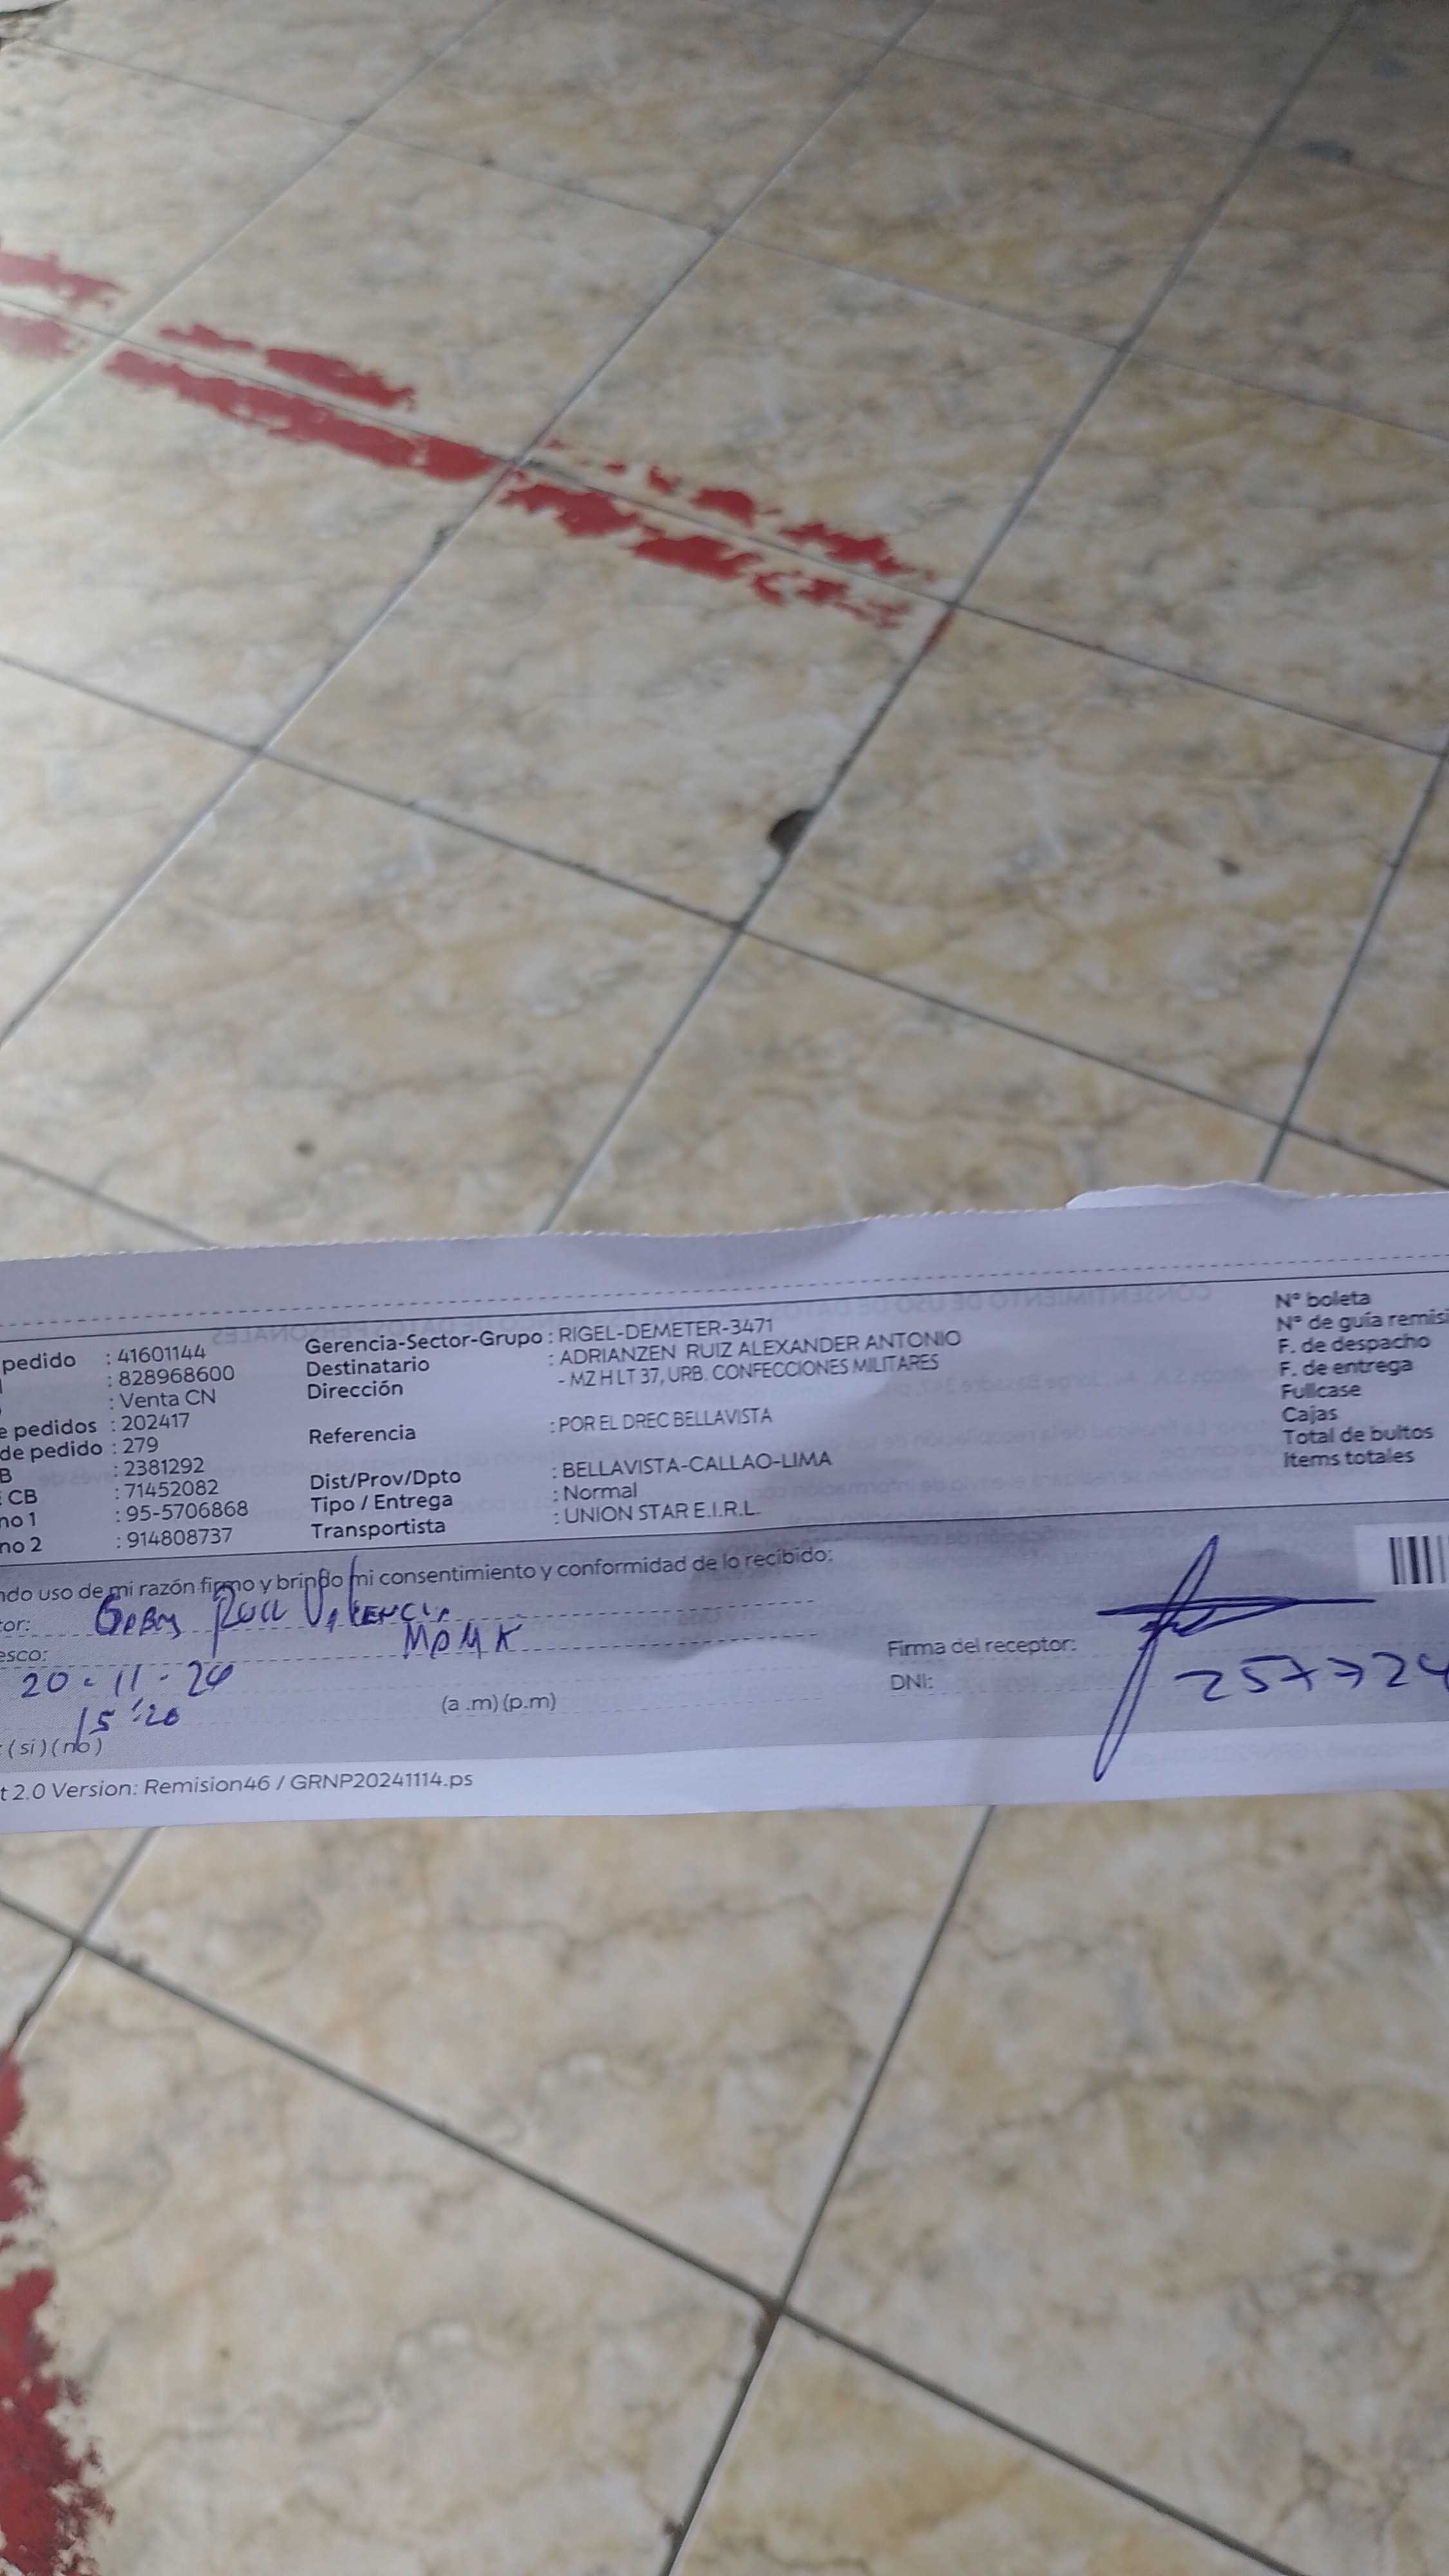 pedido : 41601144
: 828968600
: Venta CN
e pedidos : 202417
de pedido : 279
B : 2381292
CB : 71452082
no 1 : 95-5706868
no 2 : 914808737
Gerencia-Sector-Grupo : RIGEL-DEMETER-3471
Destinatario : ADRIANZEN RUIZ ALEXANDER ANTONIO
Dirección - MZ H LT 37, URB. CONFECCIONES MILITARES
Referencia : POR EL DREC BELLAVISTA
Dist/Prov/Dpto : BELLAVISTA-CALLAO-LIMA
Tipo / Entrega : Normal
Transportista : UNION STAR E.I.R.L.
N° boleta
N° de guía remisi
F. de despacho
F. de entrega
Fullcase
Cajas
Total de bultos
Items totales
ndo uso de mi razón firmo y brindo mi consentimiento y conformidad de lo recibido:
tor:
esco:
20-11-24
15:20
(a .m) (p.m)
: (si) (no)
Firma del receptor:
DNI: 2577724
t 2.0 Version: Remision46 / GRNP20241114.ps